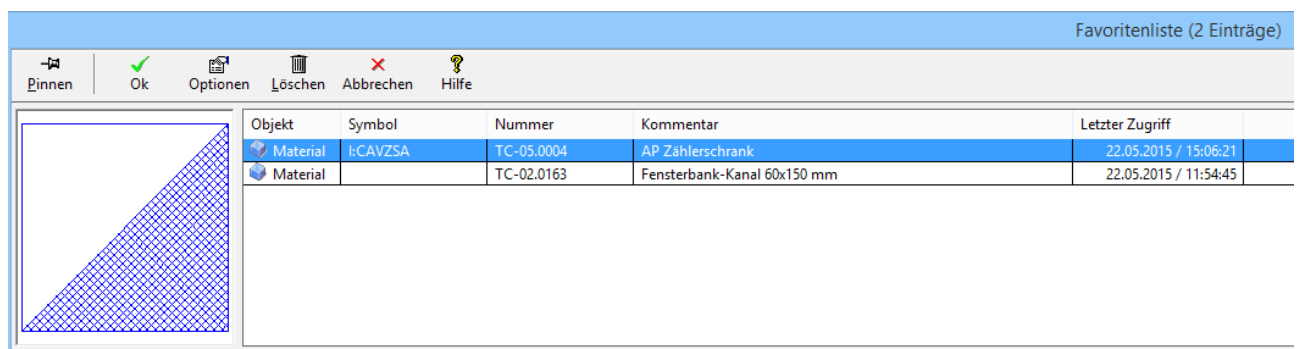 Favoritenliste (2 Einträge)
Pinnen Ok Optionen Löschen Abbrechen Hilfe
Objekt Symbol Nummer Kommentar Letzter Zugriff
Material I:CAVZSA TC-05.0004 AP Zählerschrank 22.05.2015 / 15:06:21
Material TC-02.0163 Fensterbank-Kanal 60x150 mm 22.05.2015 / 11:54:45